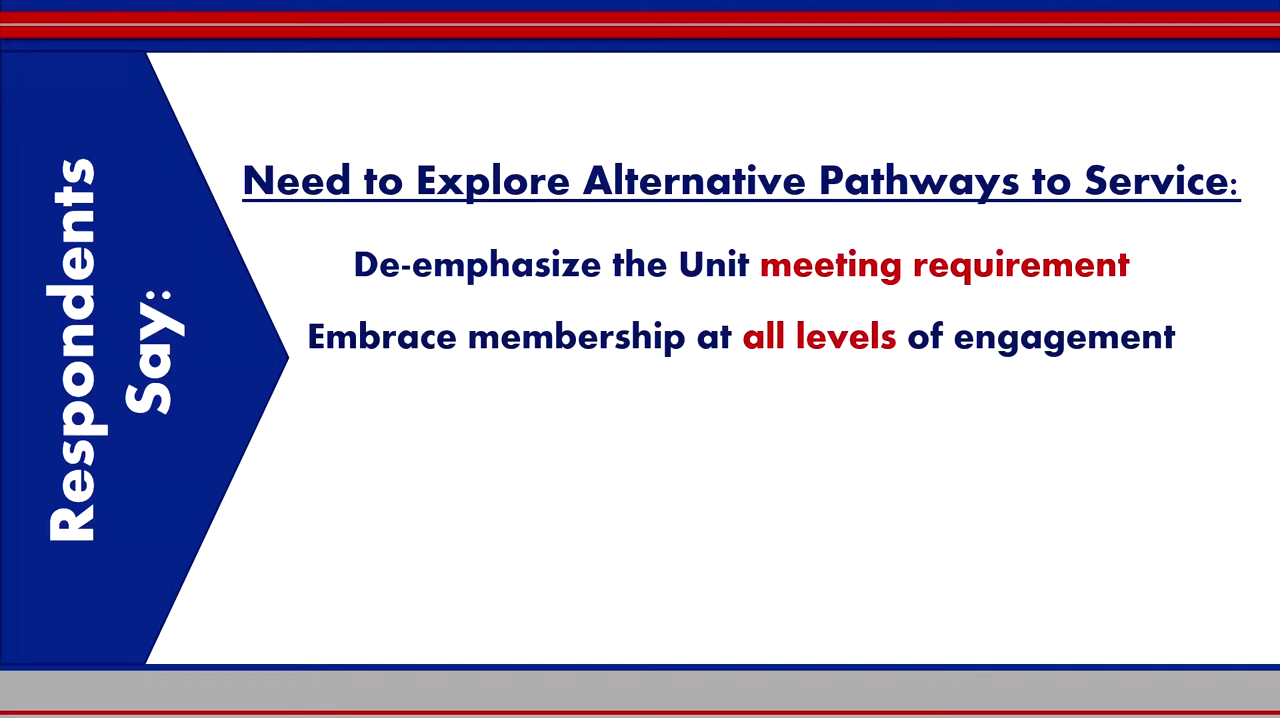 Respondents
Say:
Need to Explore Alternative Pathways to Service:
De-emphasize the Unit meeting requirement
Embrace membership at all levels of engagement